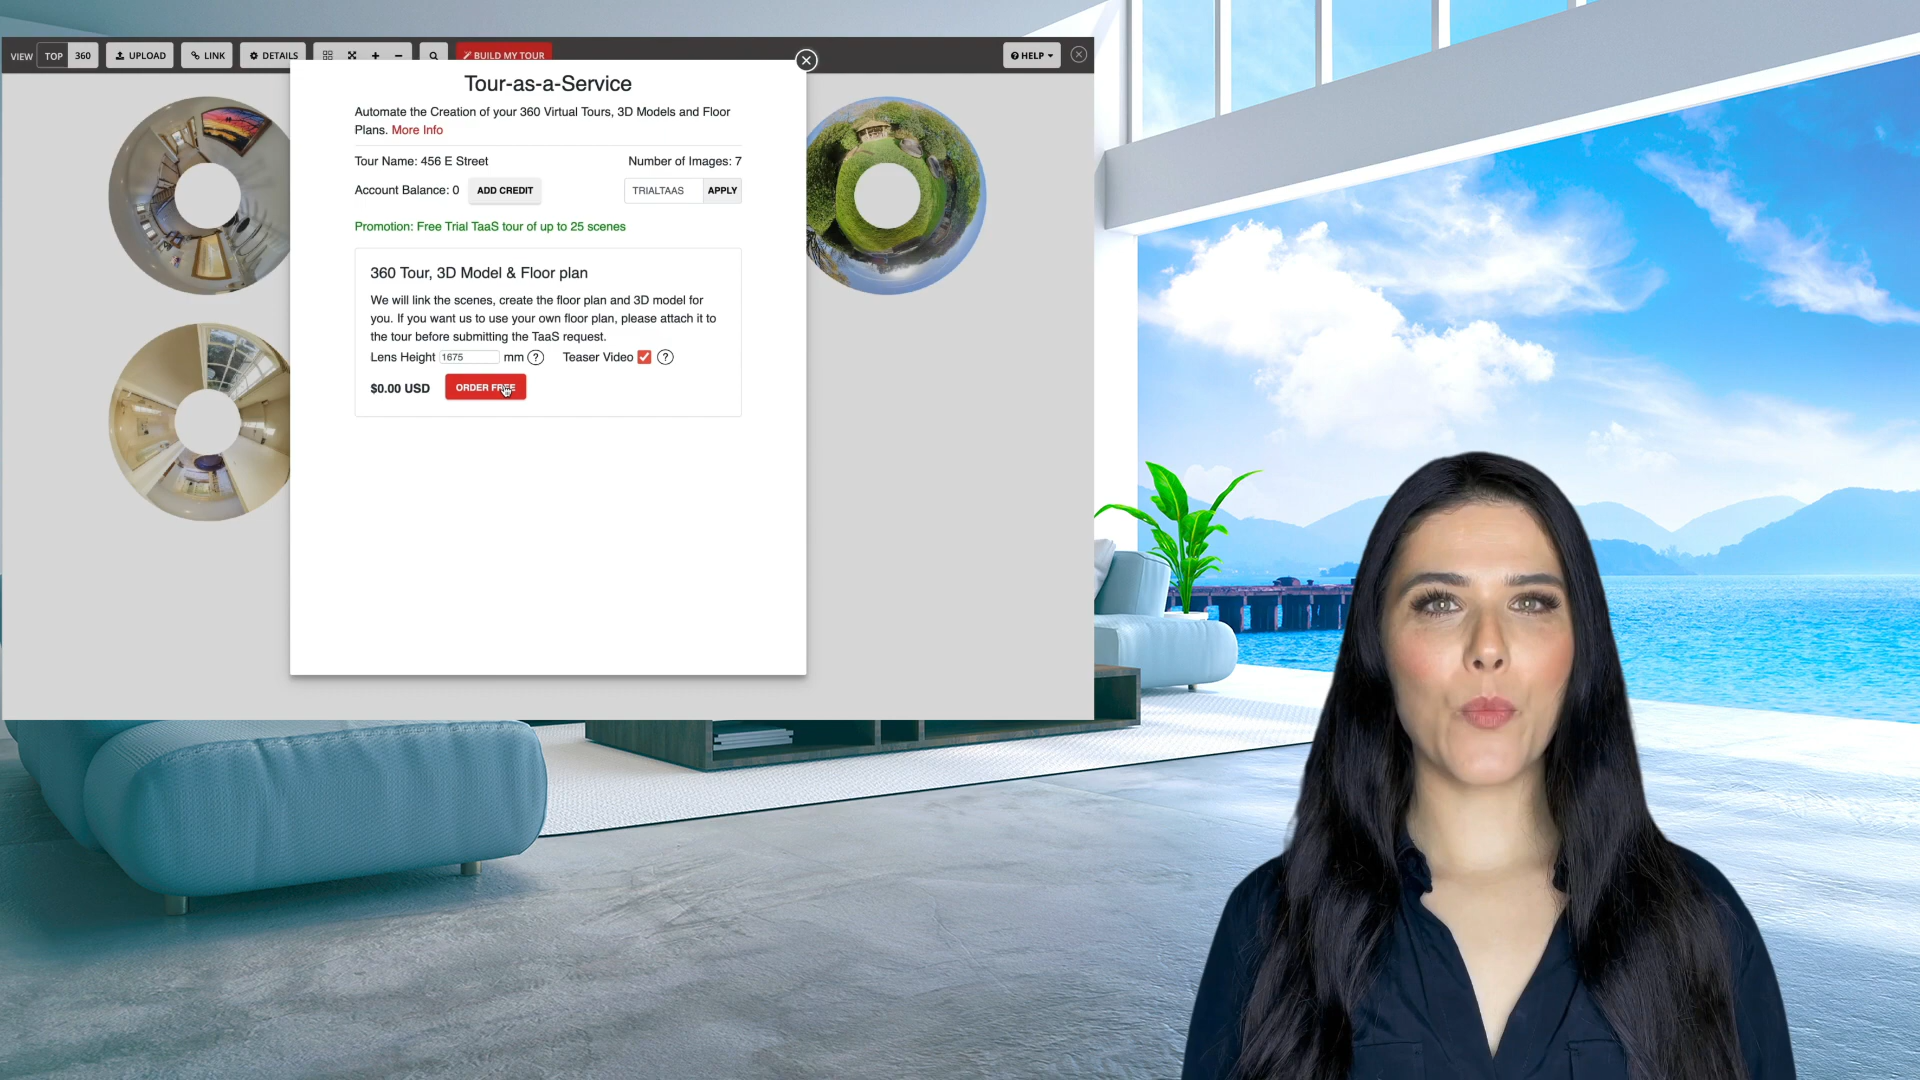 VIEW TOP 360 UPLOAD LINK DETAILS BUILD MY TOUR HELP
Tour-as-a-Service
Automate the Creation of your 360 Virtual Tours, 3D Models and Floor
Plans. More Info
Tour Name: 456 E Street Number of Images: 7
Account Balance: 0 ADD CREDIT TRIALTAAS APPLY
Promotion: Free Trial TaaS tour of up to 25 scenes
360 Tour, 3D Model & Floor plan
We will link the scenes, create the floor plan and 3D model for
you. If you want us to use your own floor plan, please attach it to
the tour before submitting the TaaS request.
Lens Height 1675 mm ? Teaser Video ?
$0.00 USD ORDER FREE